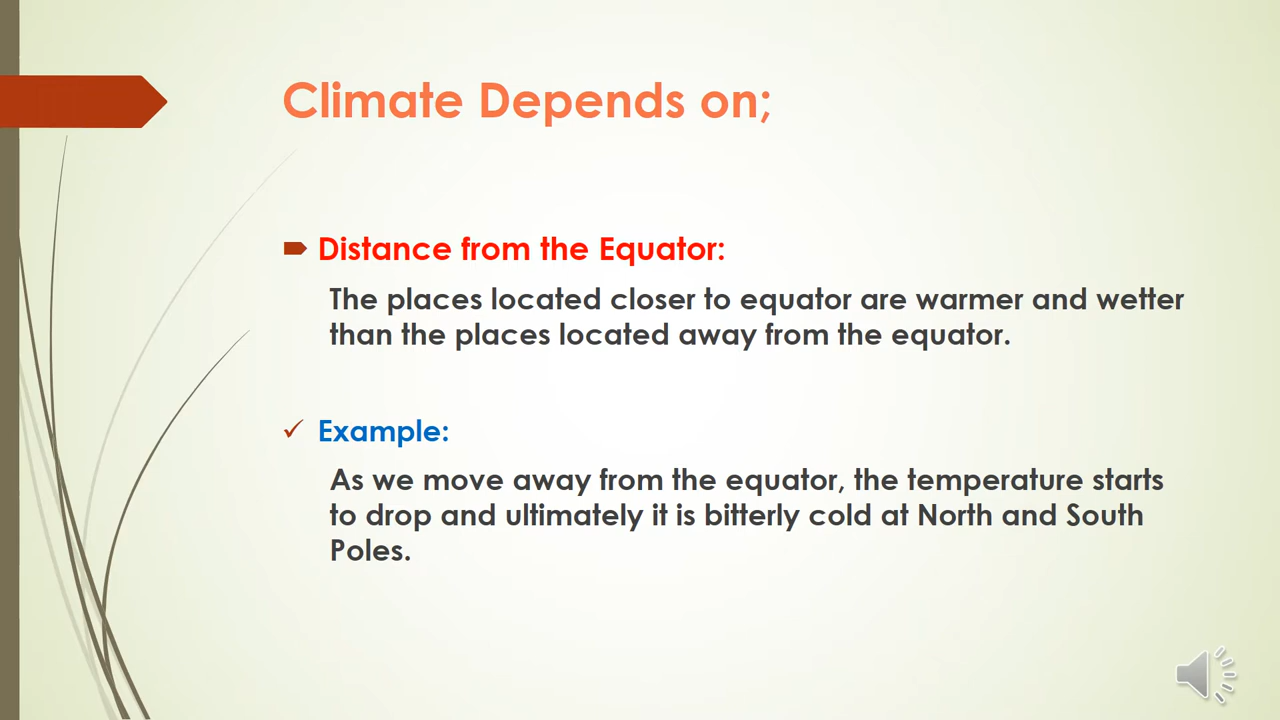 Climate Depends on;
Distance from the Equator:
The places located closer to equator are warmer and wetter
than the places located away from the equator.
Example:
As we move away from the equator, the temperature starts
to drop and ultimately it is bitterly cold at North and South
Poles.